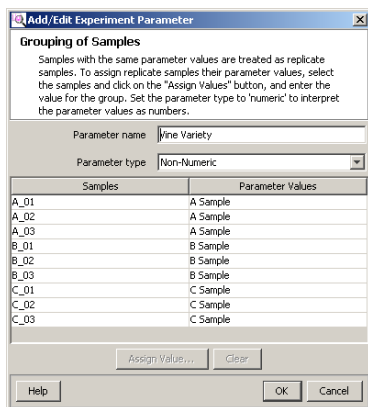 Add/Edit Experiment Parameter
Grouping of Samples
Samples with the same parameter values are treated as replicate
samples. To assign replicate samples their parameter values, select
the samples and click on the "Assign Values" button, and enter the
value for the group. Set the parameter type to 'numeric' to interpret
the parameter values as numbers.
Parameter name Vine Variety
Parameter type Non-Numeric
Samples Parameter Values
A_01 A Sample
A_02 A Sample
A_03 A Sample
B_01 B Sample
B_02 B Sample
B_03 B Sample
C_01 C Sample
C_02 C Sample
C_03 C Sample
Assign Value... Clear
Help OK Cancel